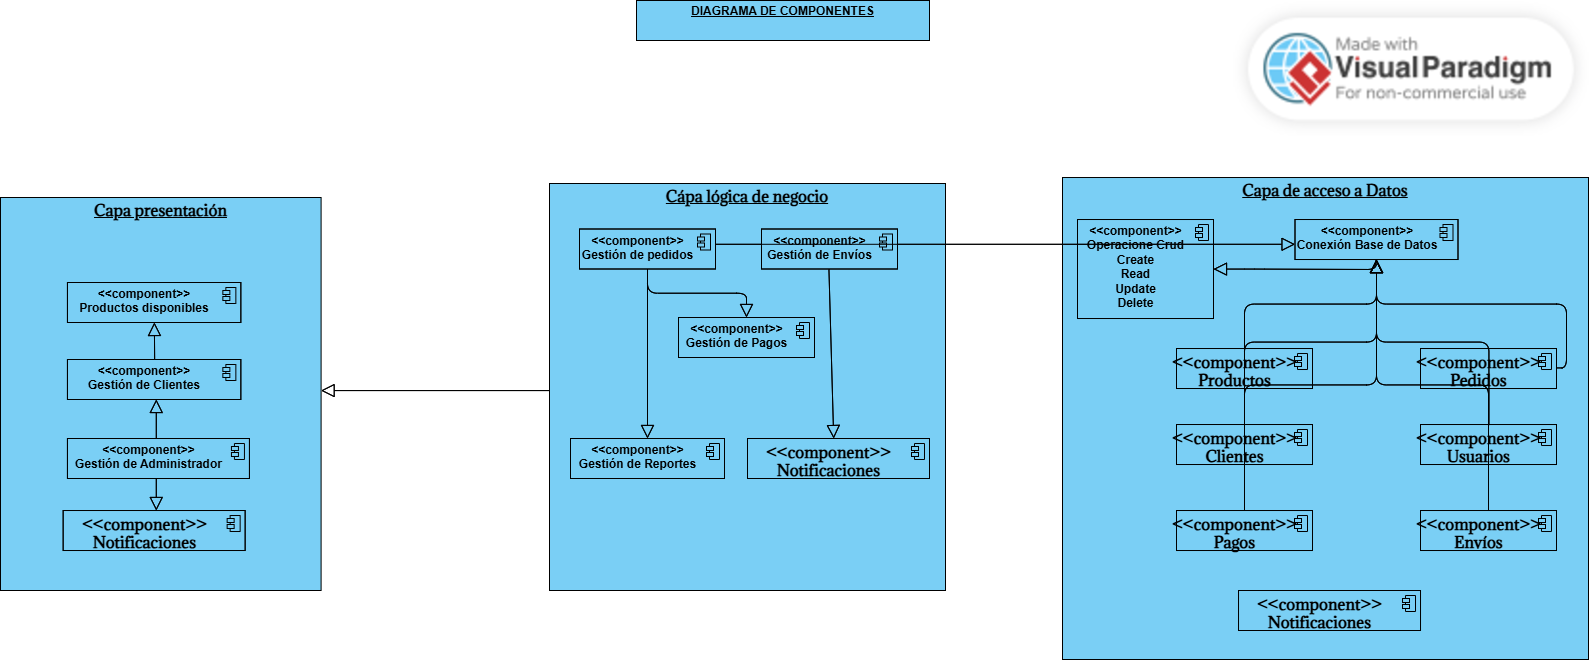 DIAGRAMA DE COMPONENTES
Made with
Visual Paradigm
For non-commercial use
Capa presentación
<<component>>
Productos disponibles
<<component>>
Gestión de Clientes
<<component>>
Gestión de Administrador
<<component>>
Notificaciones
Cápa lógica de negocio
<<component>>
Gestión de pedidos
<<component>>
Gestión de Envíos
<<component>>
Gestión de Pagos
<<component>>
Gestión de Reportes
<<component>>
Notificaciones
Capa de acceso a Datos
<<component>>
Operacione Crud
Create
Read
Update
Delete
<<component>>
Conexión Base de Datos
<<component>>
Productos
<<component>>
Pedidos
<<component>>
Clientes
<<component>>
Usuarios
<<component>>
Pagos
<<component>>
Envíos
<<component>>
Notificaciones